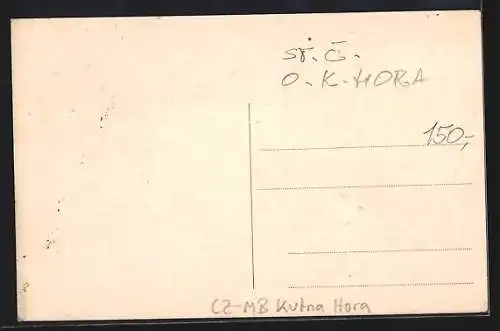 ST. Č.
O-K-HORA
150,-
CZ-MB Kutna Hora